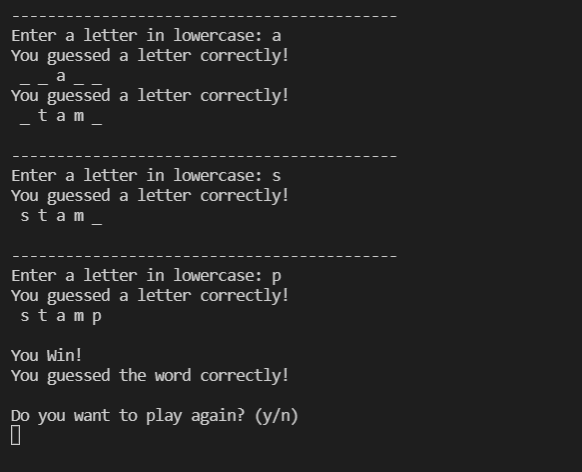 -------------------------------------------
Enter a letter in lowercase: a
You guessed a letter correctly!
_ _ a _ _
You guessed a letter correctly!
_ t a m _
-------------------------------------------
Enter a letter in lowercase: s
You guessed a letter correctly!
s t a m _
-------------------------------------------
Enter a letter in lowercase: p
You guessed a letter correctly!
s t a m p
You Win!
You guessed the word correctly!
Do you want to play again? (y/n)